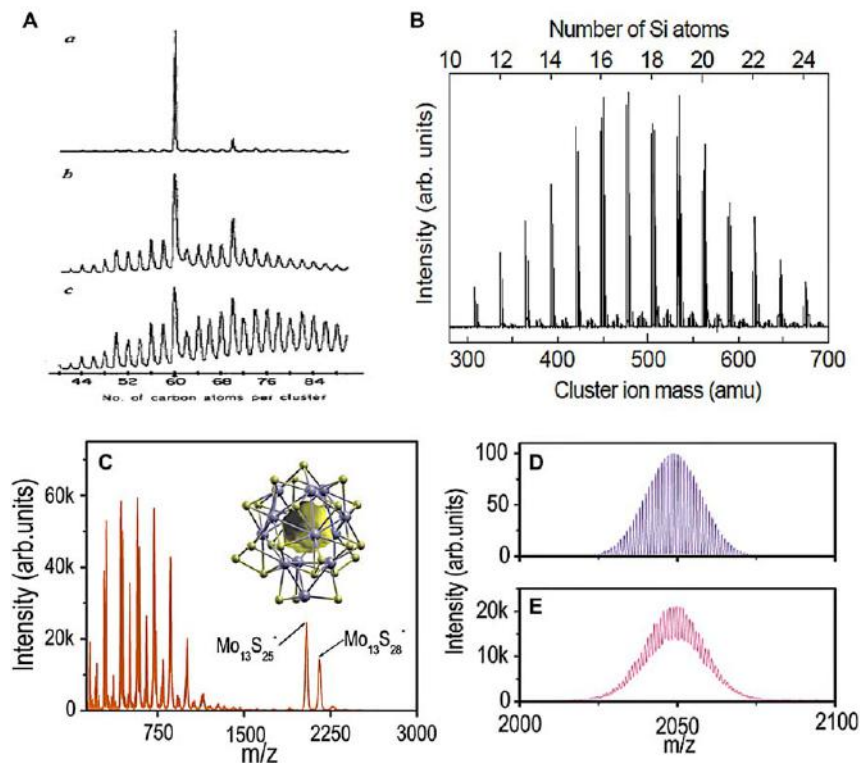 A
a
b
c
44 52 60 68 76 84
No. of carbon atoms per cluster
B
Number of Si atoms
10 12 14 16 18 20 22 24
Intensity (arb. units)
300 400 500 600 700
Cluster ion mass (amu)
C
Intensity (arb.units)
60k
40k
20k
0
Mo13S25-
Mo13S28-
750 1500 2250 3000
m/z
D
Intensity (arb.units)
100
50
0
E
20k
10k
0
2000 2050 2100
m/z